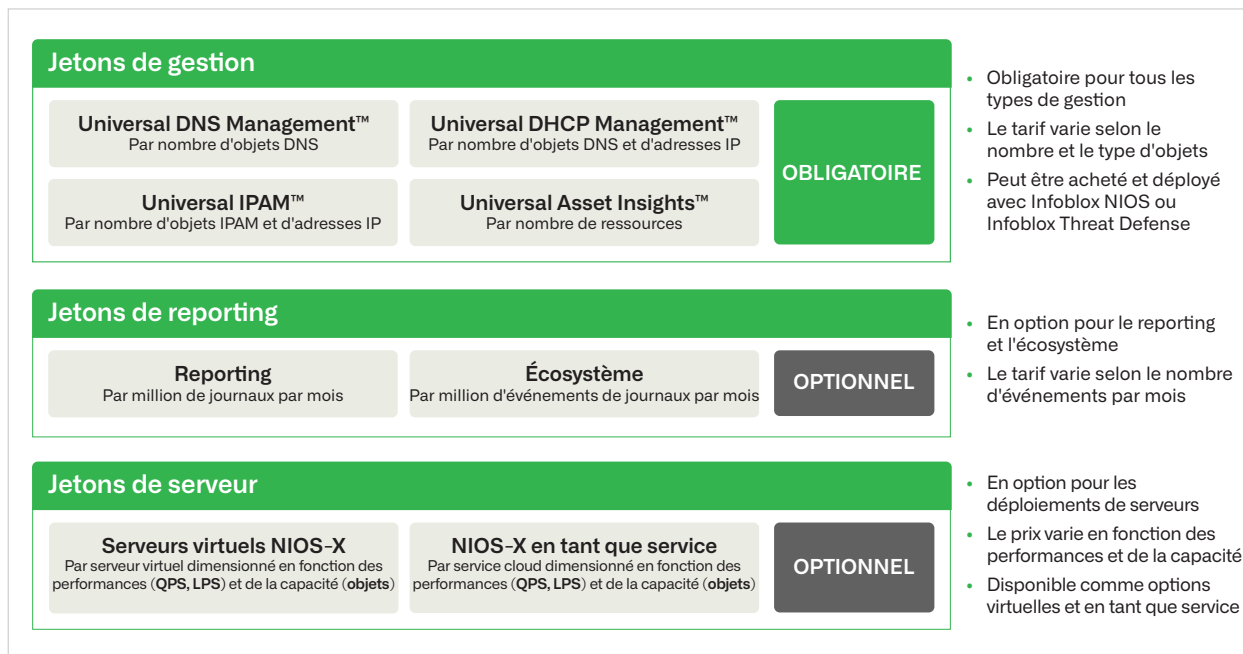 Jetons de gestion
Universal DNS Management™
Par nombre d'objets DNS
Universal DHCP Management™
Par nombre d'objets DNS et d'adresses IP
Universal IPAM™
Par nombre d'objets IPAM et d'adresses IP
Universal Asset Insights™
Par nombre de ressources
OBLIGATOIRE
• Obligatoire pour tous les
types de gestion
• Le tarif varie selon le
nombre et le type d'objets
• Peut être acheté et déployé
avec Infoblox NIOS ou
Infoblox Threat Defense
Jetons de reporting
Reporting
Par million de journaux par mois
Écosystème
Par million d'événements de journaux par mois
OPTIONNEL
• En option pour le reporting
et l'écosystème
• Le tarif varie selon le nombre
d'événements par mois
Jetons de serveur
Serveurs virtuels NIOS-X
Par serveur virtuel dimensionné en fonction des
performances (QPS, LPS) et de la capacité (objets)
NIOS-X en tant que service
Par service cloud dimensionné en fonction des
performances (QPS, LPS) et de la capacité (objets)
OPTIONNEL
• En option pour les
déploiements de serveurs
• Le prix varie en fonction des
performances et de la capacité
• Disponible comme options
virtuelles et en tant que service